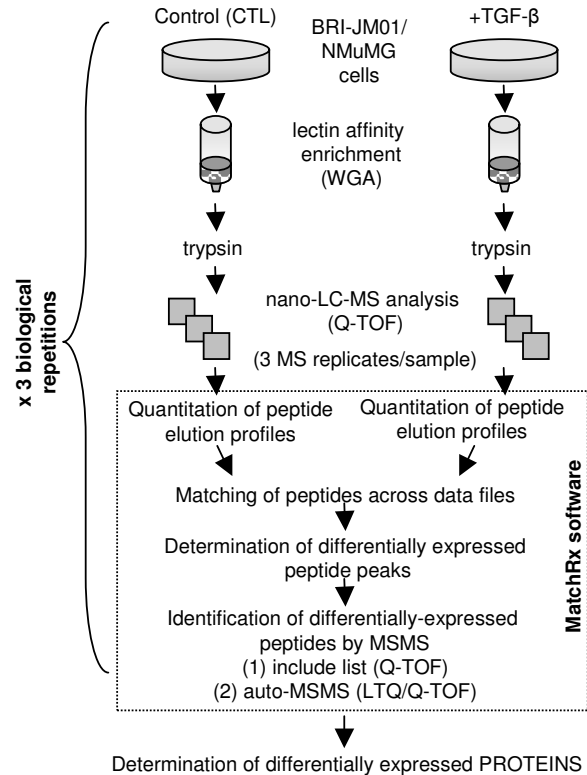 Control (CTL)
BRI-JM01/
NMuMG
cells
+TGF-β
lectin affinity
enrichment
(WGA)
trypsin
trypsin
nano-LC-MS analysis
(Q-TOF)
(3 MS replicates/sample)
x 3 biological
repetitions
Quantitation of peptide
elution profiles
Quantitation of peptide
elution profiles
Matching of peptides across data files
Determination of differentially expressed
peptide peaks
Identification of differentially-expressed
peptides by MSMS
(1) include list (Q-TOF)
(2) auto-MSMS (LTQ/Q-TOF)
MatchRx software
Determination of differentially expressed PROTEINS